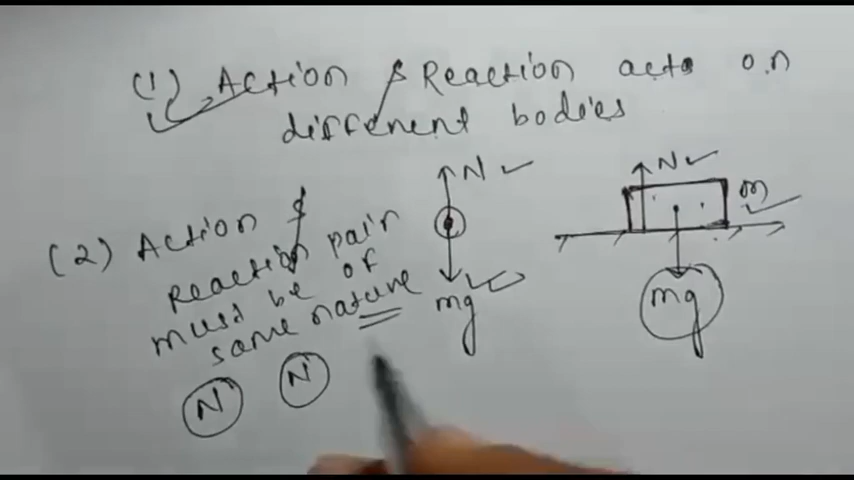 (1) Action & Reaction acts on
different bodies
(2) Action &
Reaction pair
must be of
same nature
N N
N
mg
N
m
mg